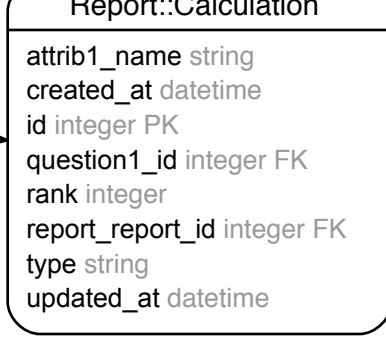 Report::Calculation
attrib1_name string
created_at datetime
id integer PK
question1_id integer FK
rank integer
report_report_id integer FK
type string
updated_at datetime